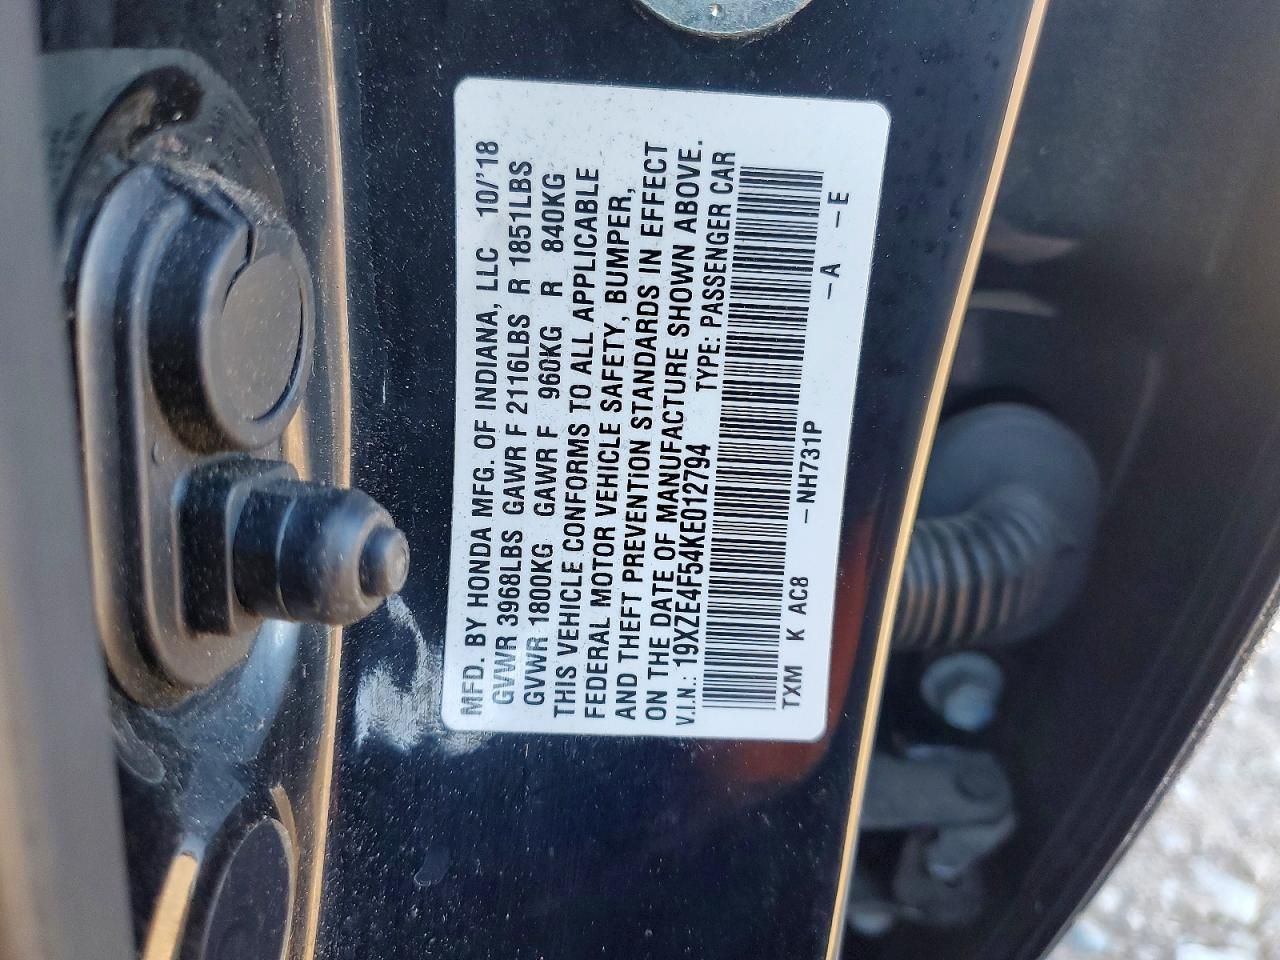 MFD. BY HONDA MFG. OF INDIANA, LLC 10/'18
GVWR 3968LBS GAWR F 2116LBS R 1851LBS
GVWR 1800KG GAWR F 960KG R 840KG
THIS VEHICLE CONFORMS TO ALL APPLICABLE
FEDERAL MOTOR VEHICLE SAFETY, BUMPER,
AND THEFT PREVENTION STANDARDS IN EFFECT
ON THE DATE OF MANUFACTURE SHOWN ABOVE.
V.I.N.: 19XZE4F54KE012794 TYPE: PASSENGER CAR
TXM K AC8 –NH731P –A –E